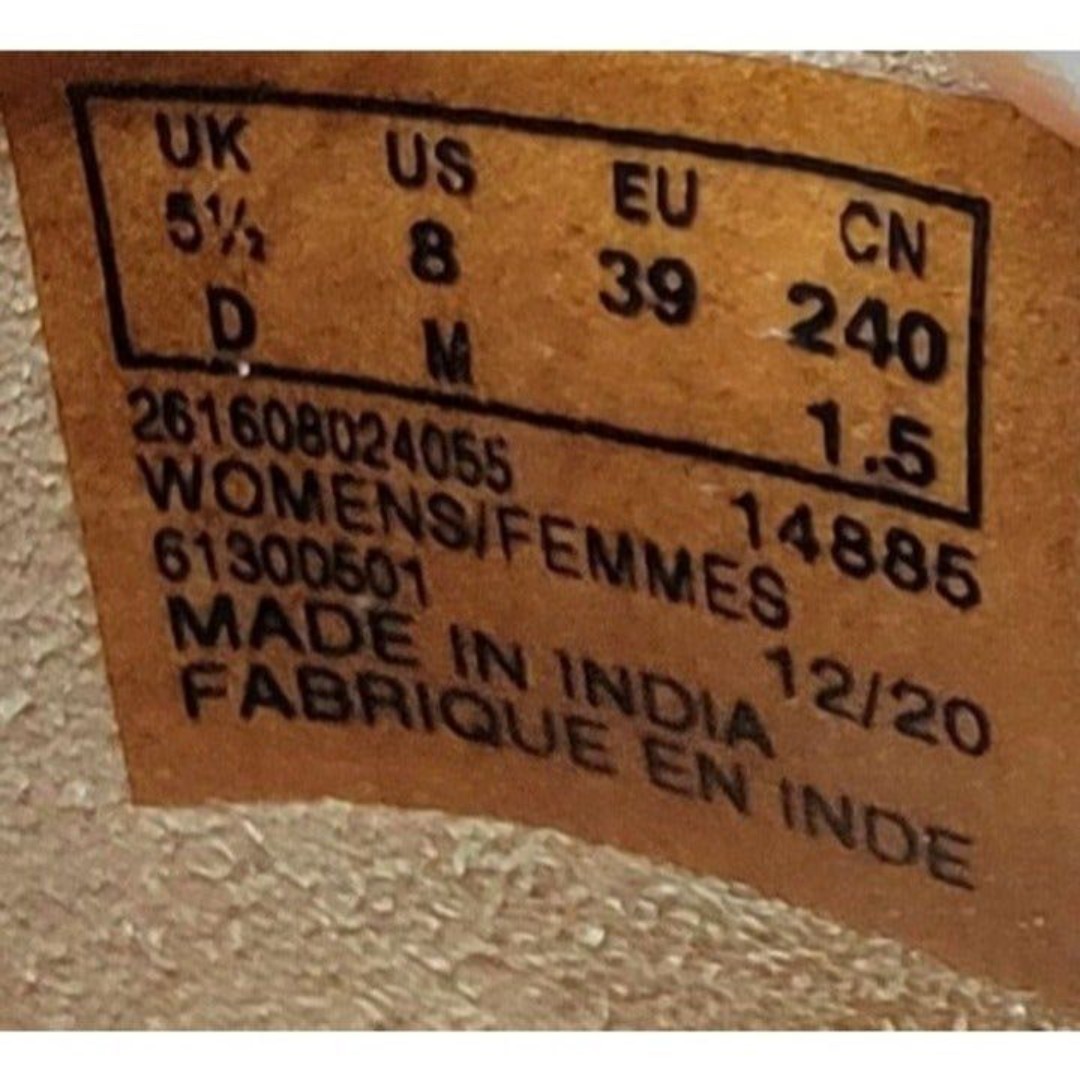 UK US EU CN
5½ 8 39 240
D M 1.5
261608024055 14885
WOMENS/FEMMES
61300501 12/20
MADE IN INDIA
FABRIQUE EN INDE